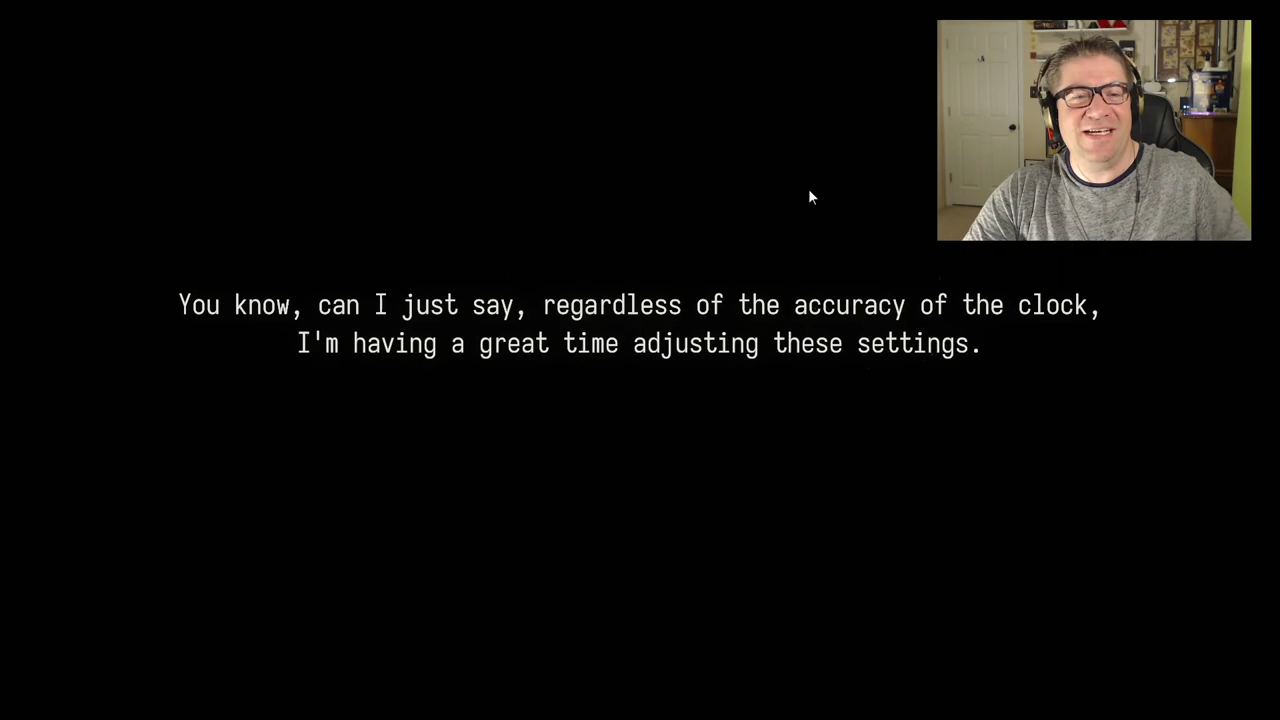 You know, can I just say, regardless of the accuracy of the clock,
I'm having a great time adjusting these settings.